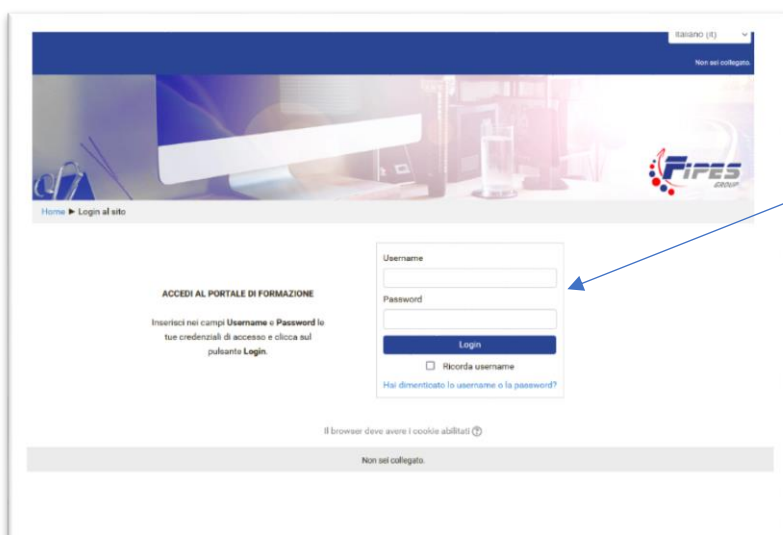 Italiano (it)
Non sei collegato.
FIPES
GROUP
Home ► Login al sito
ACCEDI AL PORTALE DI FORMAZIONE
Inserisci nei campi Username e Password le
tue credenziali di accesso e clicca sul
pulsante Login.
Username
Password
Login
Ricorda username
Hai dimenticato lo username o la password?
Il browser deve avere i cookie abilitati
Non sei collegato.